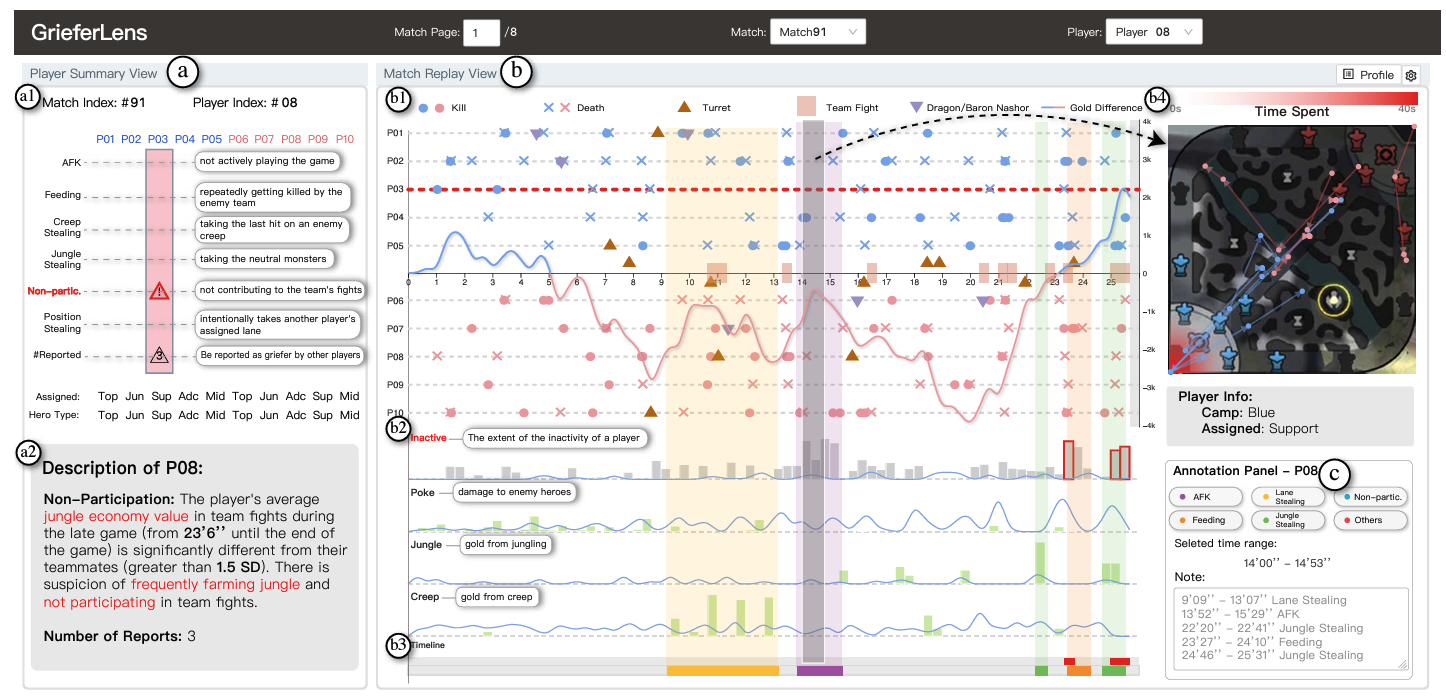 GrieferLens
Match Page: 1 /8
Match: Match91
Player: Player 08
Player Summary View a
Match Replay View b
Profile
a1 Match Index: #91 Player Index: # 08
P01 P02 P03 P04 P05 P06 P07 P08 P09 P10
AFK
not actively playing the game
Feeding
repeatedly getting killed by the
enemy team
Creep
Stealing
taking the last hit on an enemy
creep
Jungle
Stealing
taking the neutral monsters
Non-partic.
!
not contributing to the team's fights
Position
Stealing
intentionally takes another player's
assigned lane
#Reported
3
Be reported as griefer by other players
Assigned: Top Jun Sup Adc Mid Top Jun Adc Sup Mid
Hero Type: Top Jun Sup Adc Mid Top Jun Adc Sup Mid
a2
Description of P08:
Non-Participation: The player's average
jungle economy value in team fights during
the late game (from 23'6'' until the end of
the game) is significantly different from their
teammates (greater than 1.5 SD). There is
suspicion of frequently farming jungle and
not participating in team fights.
Number of Reports: 3
b1 Kill Death Turret Team Fight Dragon/Baron Nashor Gold Difference
P01
P02
P03
P04
P05
0 1 2 3 4 5 6 7 8 9 10 11 12 13 14 15 16 17 18 19 20 21 22 23 24 25
P06
P07
P08
P09
P10
4k
3k
2k
1k
0
-1k
-2k
-3k
-4k
b2
Inactive
The extent of the inactivity of a player
Poke
damage to enemy heroes
Jungle
gold from jungling
Creep
gold from creep
b3
Timeline
b4
0s 40s
Time Spent
Player Info:
Camp: Blue
Assigned: Support
Annotation Panel - P08 c
AFK
Lane
Stealing
Non-partic.
Feeding
Jungle
Stealing
Others
Seleted time range:
14'00'' - 14'53''
Note:
9'09'' - 13'07'' Lane Stealing
13'52'' - 15'29'' AFK
22'20'' - 22'41'' Jungle Stealing
23'27'' - 24'10'' Feeding
24'46'' - 25'31'' Jungle Stealing